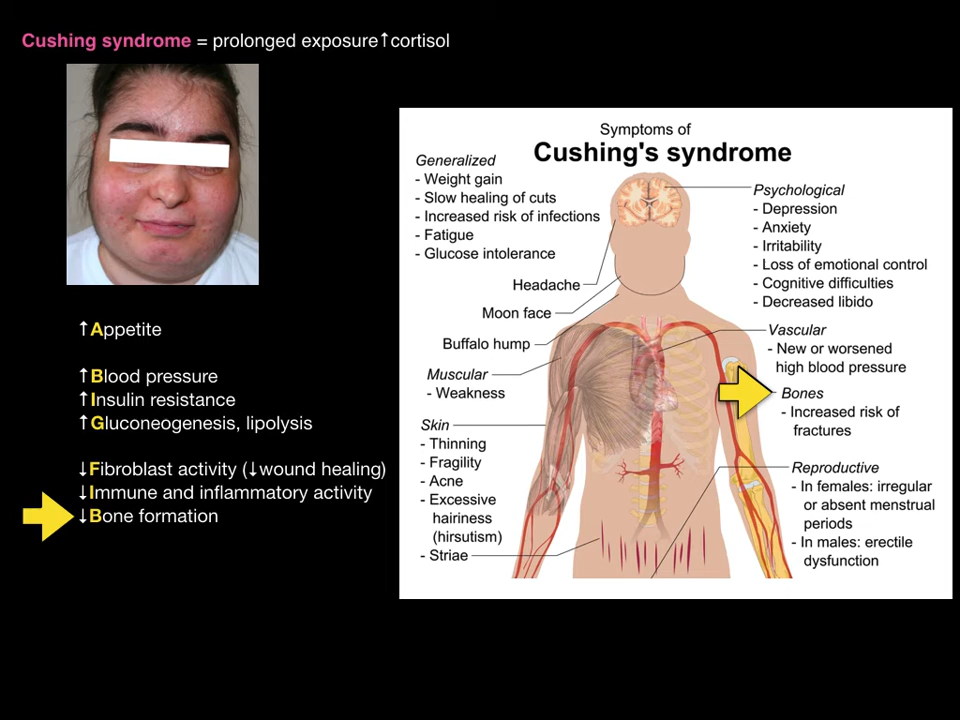 Cushing syndrome = prolonged exposure↑cortisol
↑Appetite
↑Blood pressure
↑Insulin resistance
↑Gluconeogenesis, lipolysis
↓Fibroblast activity (↓wound healing)
↓Immune and inflammatory activity
↓Bone formation
Symptoms of
Cushing's syndrome
Generalized
- Weight gain
- Slow healing of cuts
- Increased risk of infections
- Fatigue
- Glucose intolerance
Headache
Moon face
Buffalo hump
Muscular
- Weakness
Skin
- Thinning
- Fragility
- Acne
- Excessive
hairiness
(hirsutism)
- Striae
Psychological
- Depression
- Anxiety
- Irritability
- Loss of emotional control
- Cognitive difficulties
- Decreased libido
Vascular
- New or worsened
high blood pressure
Bones
- Increased risk of
fractures
Reproductive
- In females: irregular
or absent menstrual
periods
- In males: erectile
dysfunction